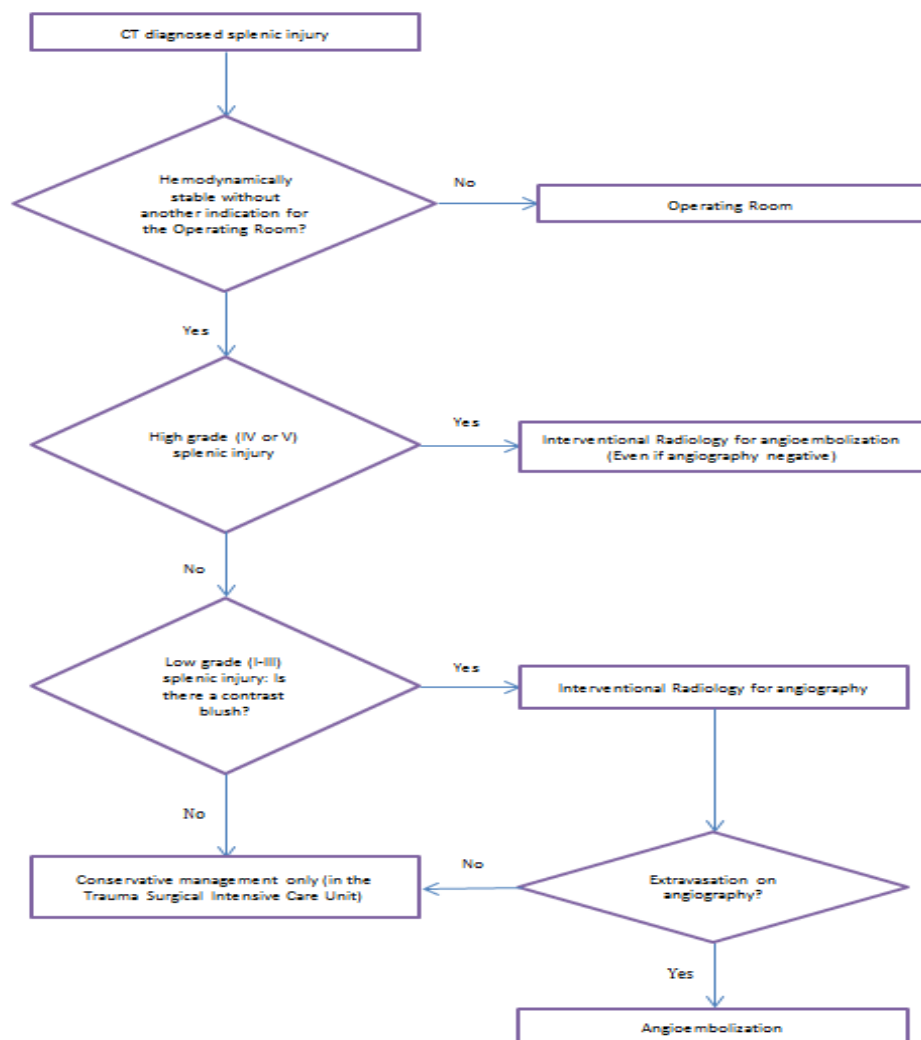 CT diagnosed splenic injury
Hemodynamically
stable without
another indication for
the Operating Room?
No
Operating Room
Yes
High grade (IV or V)
splenic injury
Yes
Interventional Radiology for angioembolization
(Even if angiography negative)
No
Low grade (I-III)
splenic injury: Is
there a contrast
blush?
Yes
Interventional Radiology for angiography
No
Conservative management only (in the
Trauma Surgical Intensive Care Unit)
No
Extravasation on
angiography?
Yes
Angioembolization